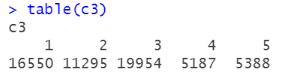 > table(c3)
c3
    1     2     3     4     5
16550 11295 19954  5187  5388